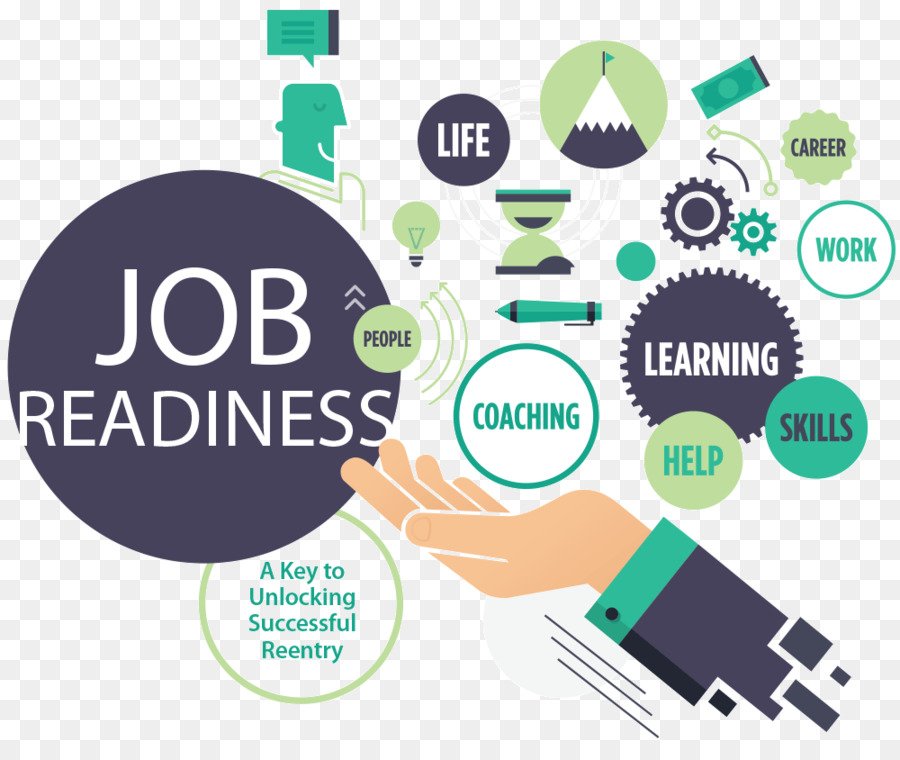 JOB
READINESS
A Key to
Unlocking
Successful
Reentry
PEOPLE
LIFE
COACHING
LEARNING
HELP
SKILLS
WORK
CAREER